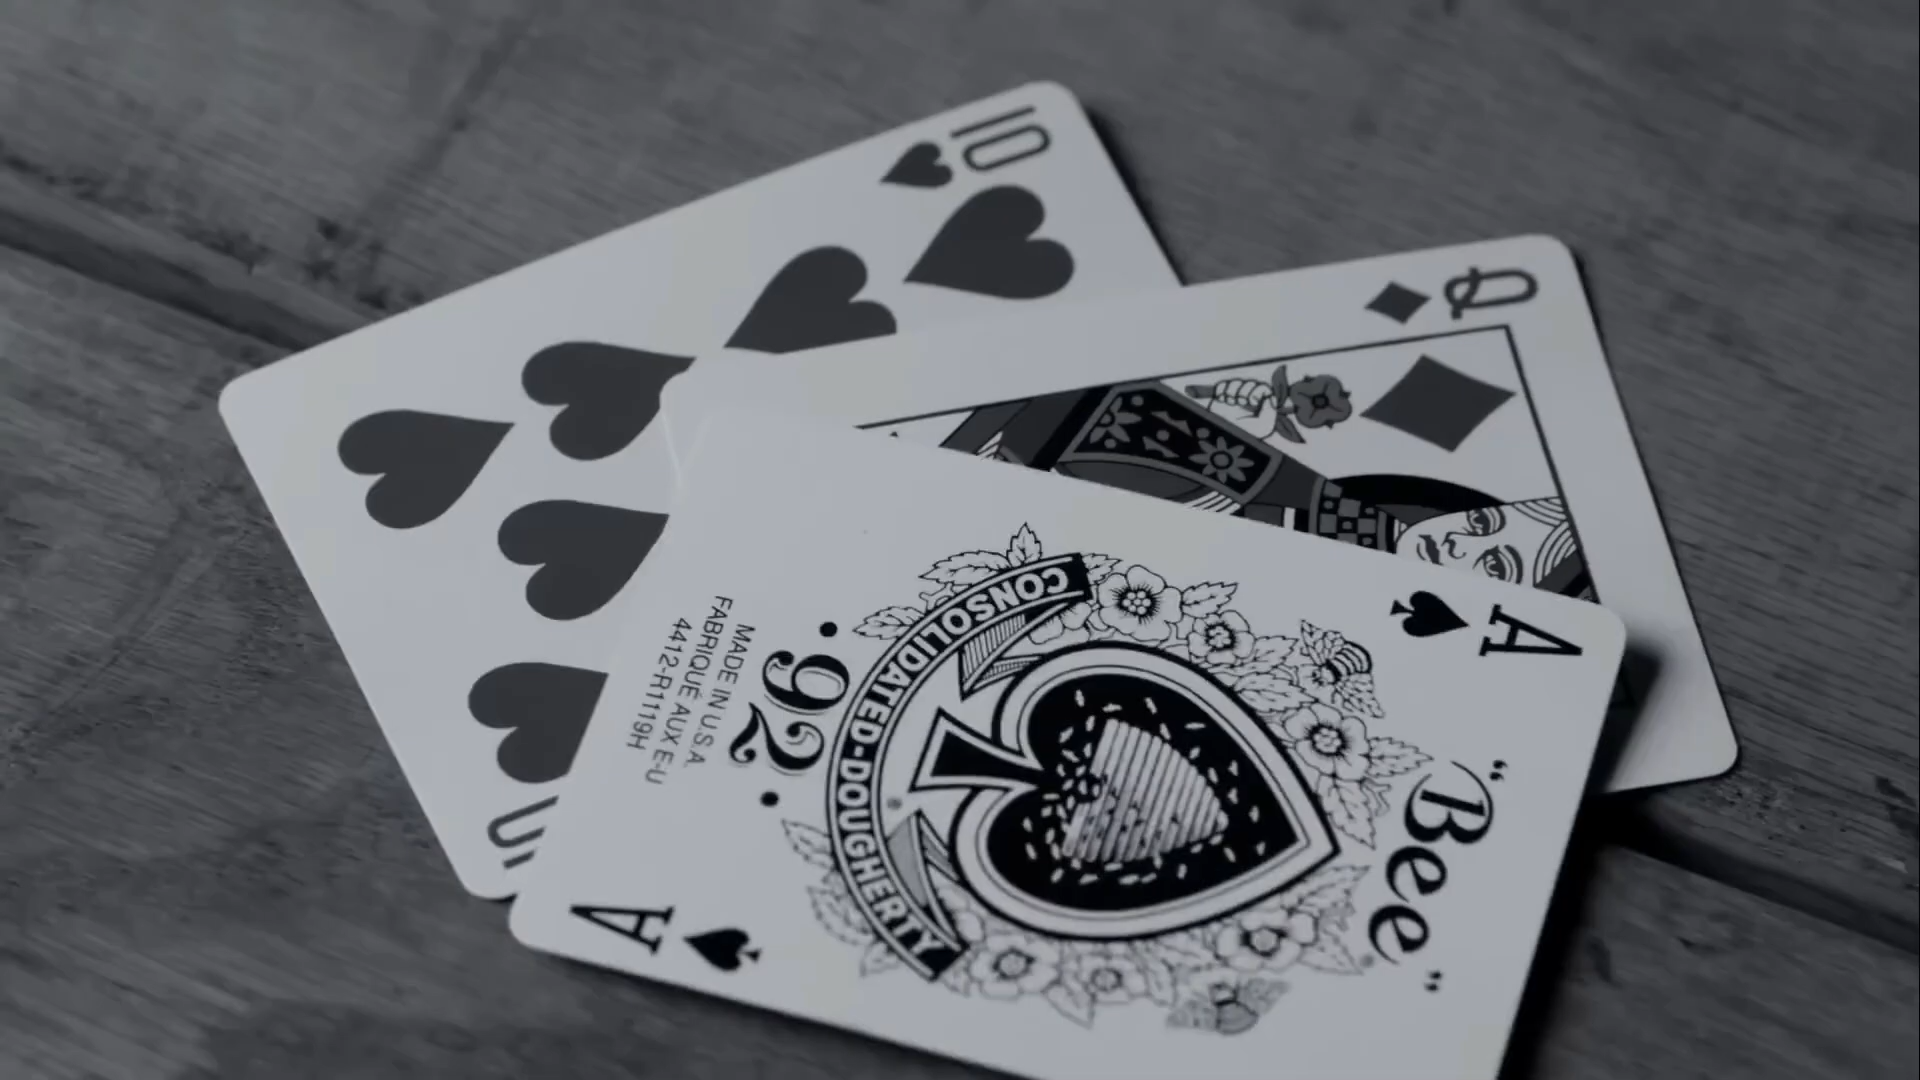 10
Q
A
"Bee"
CONSOLIDATED-DOUGHERTY
®
• 92 •
MADE IN U.S.A.
FABRIQUÉ AUX E-U
4412-R1119H
A